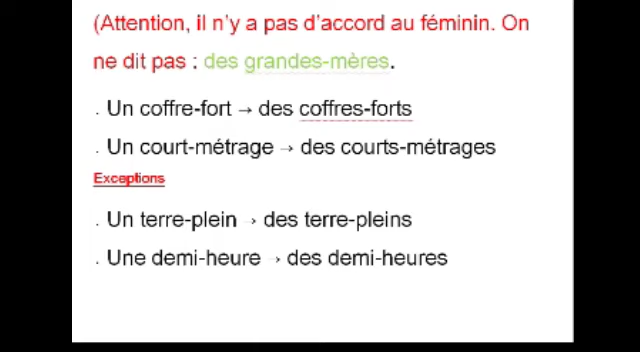 (Attention, il n’y a pas d’accord au féminin. On
ne dit pas : des grandes-mères.
. Un coffre-fort → des coffres-forts
. Un court-métrage → des courts-métrages
Exceptions
. Un terre-plein → des terre-pleins
. Une demi-heure → des demi-heures